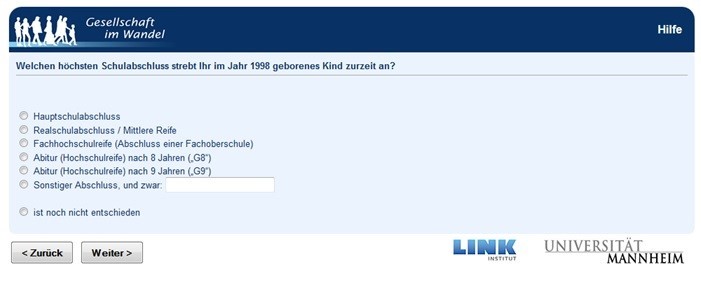 Gesellschaft
im Wandel
Hilfe
Welchen höchsten Schulabschluss strebt Ihr im Jahr 1998 geborenes Kind zurzeit an?
Hauptschulabschluss
Realschulabschluss / Mittlere Reife
Fachhochschulreife (Abschluss einer Fachoberschule)
Abitur (Hochschulreife) nach 8 Jahren („G8“)
Abitur (Hochschulreife) nach 9 Jahren („G9“)
Sonstiger Abschluss, und zwar:
ist noch nicht entschieden
< Zurück Weiter >
LINK
INSTITUT
UNIVERSITÄT
MANNHEIM